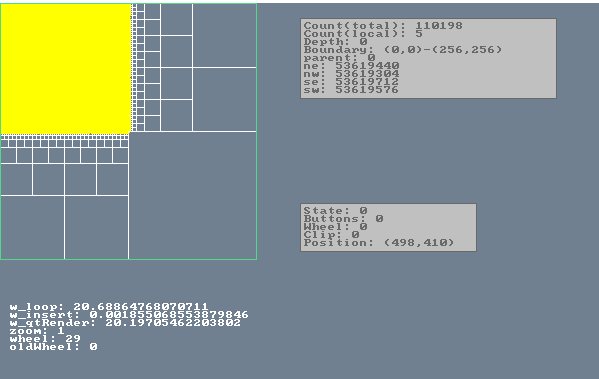 Count(total): 110198
Count(local): 5
Depth: 0
Boundary: (0,0)-(256,256)
parent: 0
ne: 53619440
nw: 53619304
se: 53619712
sw: 53619576
State: 0
Buttons: 0
Wheel: 0
Clip: 0
Position: (498,410)
w_loop: 20.68864768070711
w_insert: 0.001855068553879846
w_qtRender: 20.19705462203802
zoom: 1
wheel: 29
oldWheel: 0